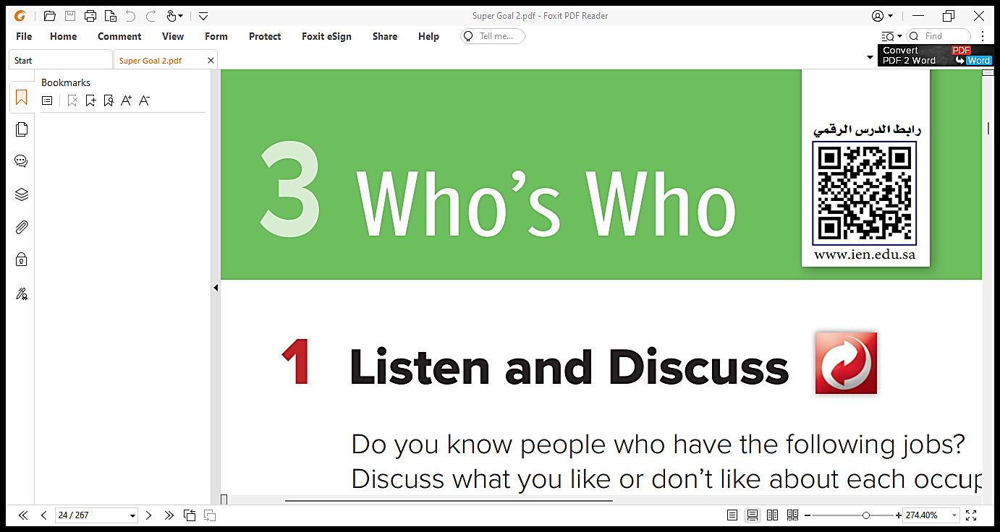 Super Goal 2.pdf - Foxit PDF Reader
File Home Comment View Form Protect Foxit eSign Share Help Tell me... Find
Start Super Goal 2.pdf
Convert PDF
PDF 2 Word Word
Bookmarks
رابط الدرس الرقمي
3 Who's Who
www.ien.edu.sa
1 Listen and Discuss
Do you know people who have the following jobs?
Discuss what you like or don't like about each occup
24 / 267 274.40%